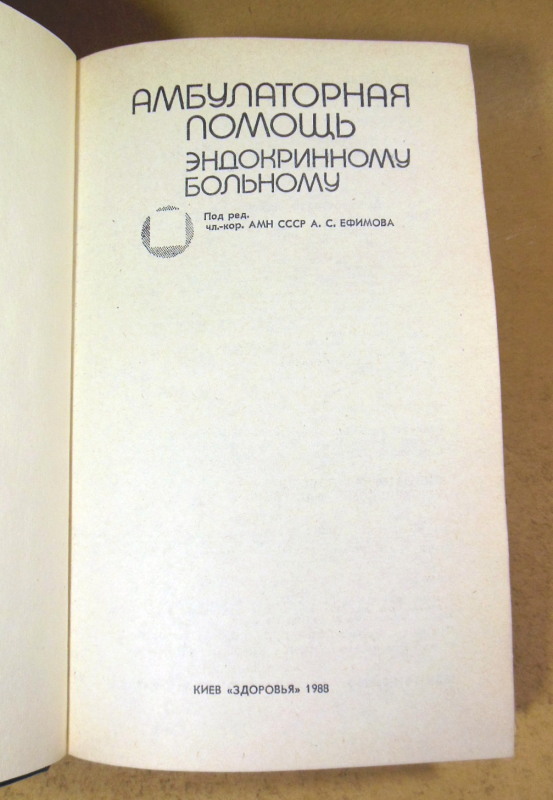 АМБУЛАТОРНАЯ
ПОМОЩЬ
ЭНДОКРИННОМУ
БОЛЬНОМУ
Под ред.
чл.-кор. АМН СССР А. С. ЕФИМОВА
КИЕВ «ЗДОРОВЬЯ» 1988